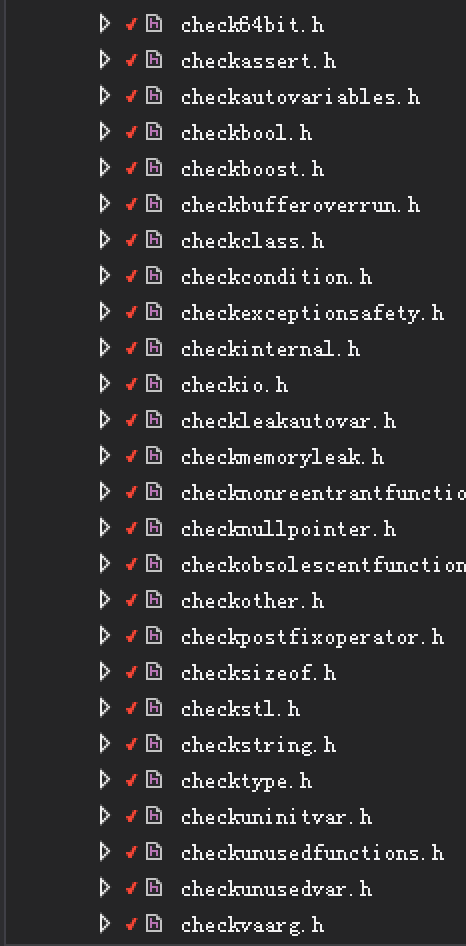 check64bit.h
checkassert.h
checkautovariables.h
checkbool.h
checkboost.h
checkbufferoverrun.h
checkclass.h
checkcondition.h
checkexceptionsafety.h
checkinternal.h
checkio.h
checkleakautovar.h
checkmemoryleak.h
checknonreentrantfunctio
checknullpointer.h
checkobsolescentfunction
checkother.h
checkpostfixoperator.h
checksizeof.h
checkstl.h
checkstring.h
checktype.h
checkuninitvar.h
checkunusedfunctions.h
checkunusedvar.h
checkvaarg.h